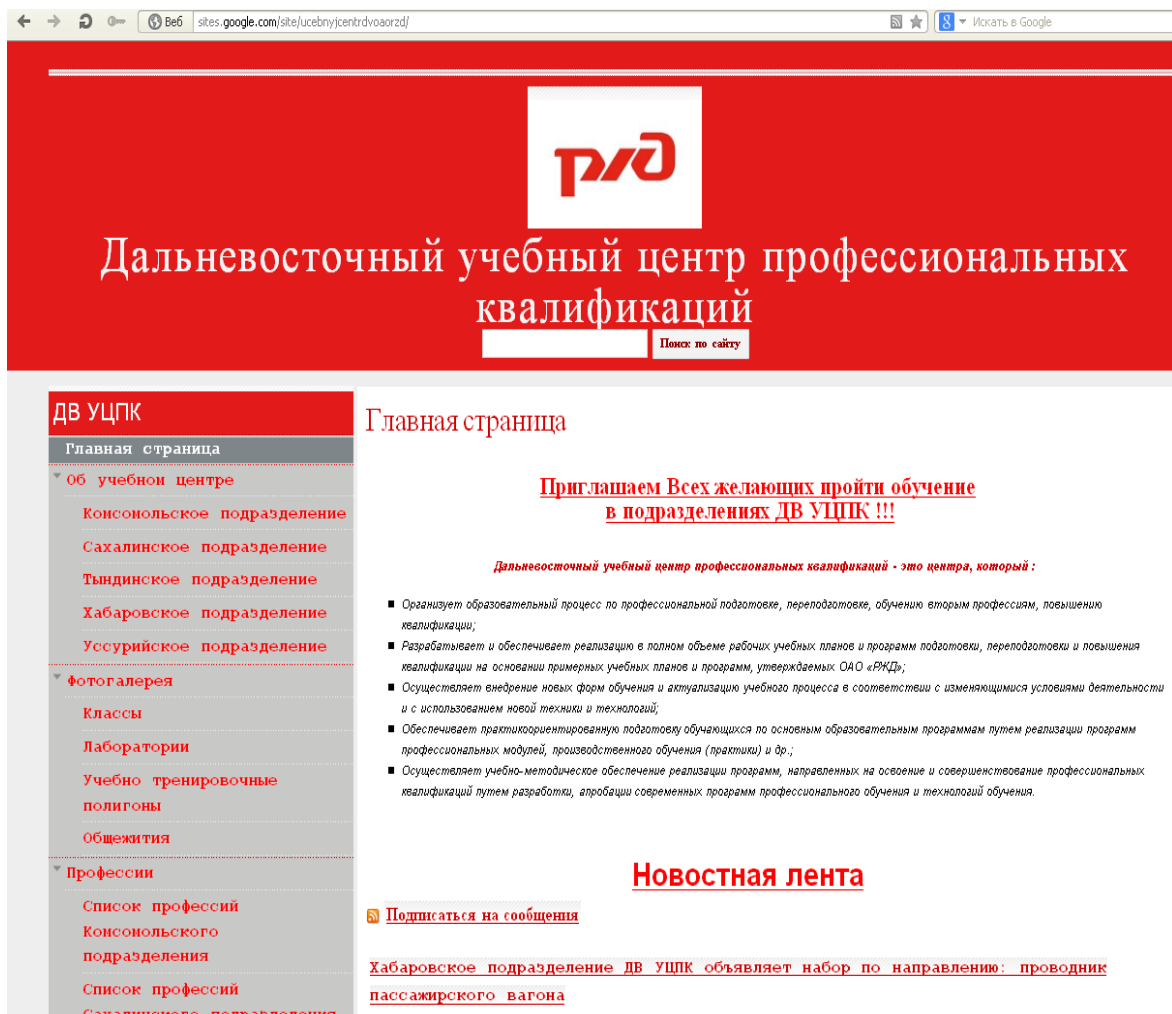 Веб
sites.google.com/site/ucebnyjcentrdvoaorzd/
Искать в Google
ржд
Дальневосточный учебный центр профессиональных
квалификаций
Поиск по сайту
ДВ УЦПК
Главная страница
Об учебном центре
Комсомольское подразделение
Сахалинское подразделение
Тындинское подразделение
Хабаровское подразделение
Уссурийское подразделение
Фотогалерея
Классы
Лаборатории
Учебно тренировочные
полигоны
Общежития
Профессии
Список профессий
Комсомольского
подразделения
Список профессий
Сахалинского подразделения
Главная страница
Приглашаем Всех желающих пройти обучение
в подразделениях ДВ УЦПК !!!
Дальневосточный учебный центр профессиональных квалификаций - это центра, который :
Организует образовательный процесс по профессиональной подготовке, переподготовке, обучению вторым профессиям, повышению
квалификации;
Разрабатывает и обеспечивает реализацию в полном объеме рабочих учебных планов и программ подготовки, переподготовки и повышения
квалификации на основании примерных учебных планов и программ, утверждаемых ОАО «РЖД»;
Осуществляет внедрение новых форм обучения и актуализацию учебного процесса в соответствии с изменяющимися условиями деятельности
и с использованием новой техники и технологий;
Обеспечивает практикоориентированную подготовку обучающихся по основным образовательным программам путем реализации программ
профессиональных модулей, производственного обучения (практики) и др.;
Осуществляет учебно-методическое обеспечение реализации программ, направленных на освоение и совершенствование профессиональных
квалификаций путем разработки, апробации современных программ профессионального обучения и технологий обучения.
Новостная лента
Подписаться на сообщения
Хабаровское подразделение ДВ УЦПК объявляет набор по направлению: проводник
пассажирского вагона